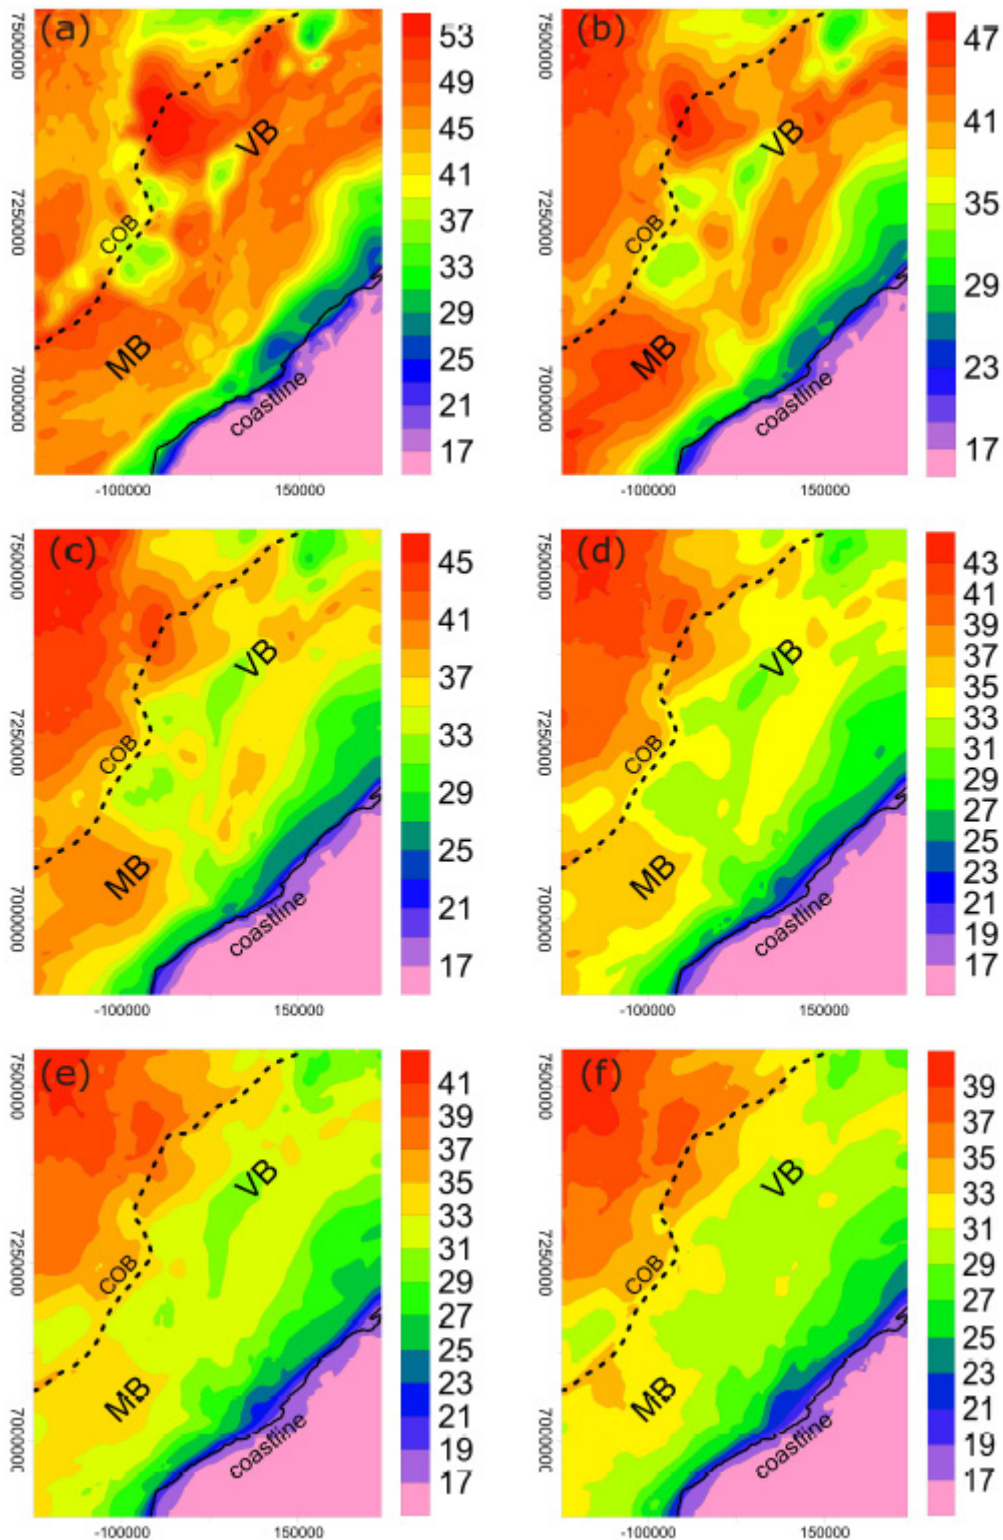 (a)
7500000
7250000
7000000
COB
VB
MB
coastline
-100000 150000
53
49
45
41
37
33
29
25
21
17
(b)
7500000
7250000
7000000
COB
VB
MB
coastline
-100000 150000
47
41
35
29
23
17
(c)
7500000
7250000
7000000
COB
VB
MB
coastline
-100000 150000
45
41
37
33
29
25
21
17
(d)
7500000
7250000
7000000
COB
VB
MB
coastline
-100000 150000
43
41
39
37
35
33
31
29
27
25
23
21
19
17
(e)
7500000
7250000
7000000
COB
VB
MB
coastline
-100000 150000
41
39
37
35
33
31
29
27
25
23
21
19
17
(f)
7500000
7250000
7000000
COB
VB
MB
coastline
-100000 150000
39
37
35
33
31
29
27
25
23
21
19
17